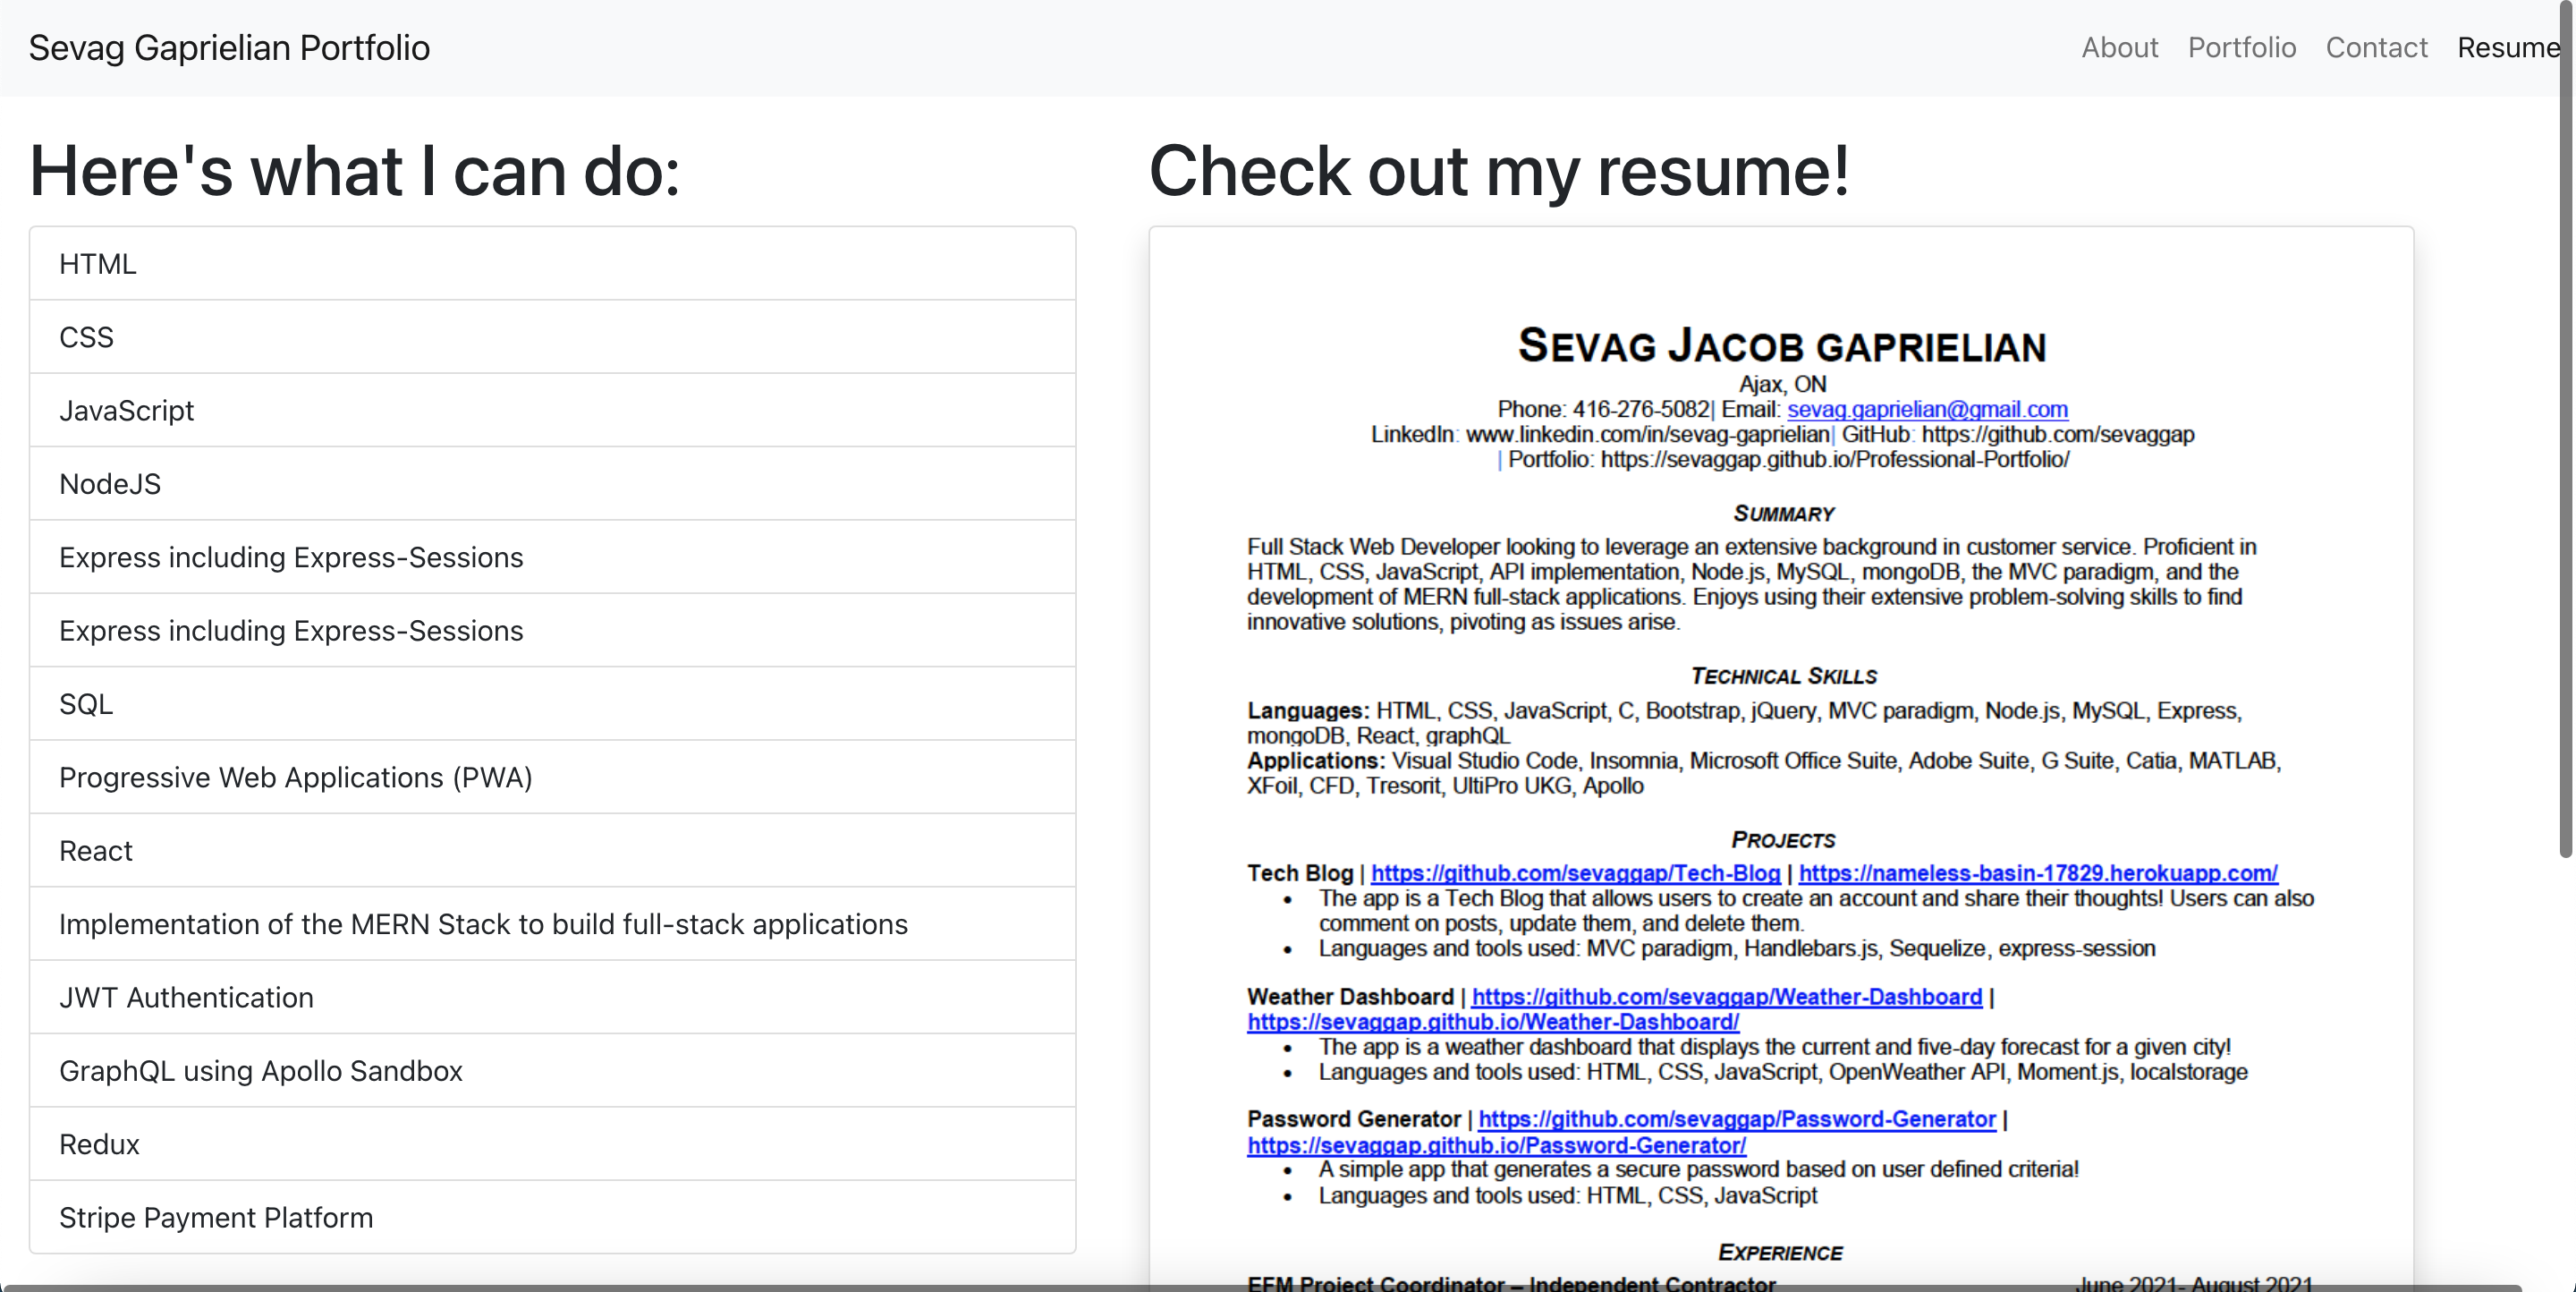 Sevag Gaprielian Portfolio
About Portfolio Contact Resume
Here's what I can do:
HTML
CSS
JavaScript
NodeJS
Express including Express-Sessions
Express including Express-Sessions
SQL
Progressive Web Applications (PWA)
React
Implementation of the MERN Stack to build full-stack applications
JWT Authentication
GraphQL using Apollo Sandbox
Redux
Stripe Payment Platform
Check out my resume!
SEVAG JACOB GAPRIELIAN
Ajax, ON
Phone: 416-276-5082| Email: sevag.gaprielian@gmail.com
LinkedIn: www.linkedin.com/in/sevag-gaprielian| GitHub: https://github.com/sevaggap
| Portfolio: https://sevaggap.github.io/Professional-Portfolio/
SUMMARY
Full Stack Web Developer looking to leverage an extensive background in customer service. Proficient in
HTML, CSS, JavaScript, API implementation, Node.js, MySQL, mongoDB, the MVC paradigm, and the
development of MERN full-stack applications. Enjoys using their extensive problem-solving skills to find
innovative solutions, pivoting as issues arise.
TECHNICAL SKILLS
Languages: HTML, CSS, JavaScript, C, Bootstrap, jQuery, MVC paradigm, Node.js, MySQL, Express,
mongoDB, React, graphQL
Applications: Visual Studio Code, Insomnia, Microsoft Office Suite, Adobe Suite, G Suite, Catia, MATLAB,
XFoil, CFD, Tresorit, UltiPro UKG, Apollo
PROJECTS
Tech Blog | https://github.com/sevaggap/Tech-Blog | https://nameless-basin-17829.herokuapp.com/
• The app is a Tech Blog that allows users to create an account and share their thoughts! Users can also
comment on posts, update them, and delete them.
• Languages and tools used: MVC paradigm, Handlebars.js, Sequelize, express-session
Weather Dashboard | https://github.com/sevaggap/Weather-Dashboard |
https://sevaggap.github.io/Weather-Dashboard/
• The app is a weather dashboard that displays the current and five-day forecast for a given city!
• Languages and tools used: HTML, CSS, JavaScript, OpenWeather API, Moment.js, localstorage
Password Generator | https://github.com/sevaggap/Password-Generator |
https://sevaggap.github.io/Password-Generator/
• A simple app that generates a secure password based on user defined criteria!
• Languages and tools used: HTML, CSS, JavaScript
EXPERIENCE
EFM Project Coordinator – Independent Contractor June 2021- August 2021